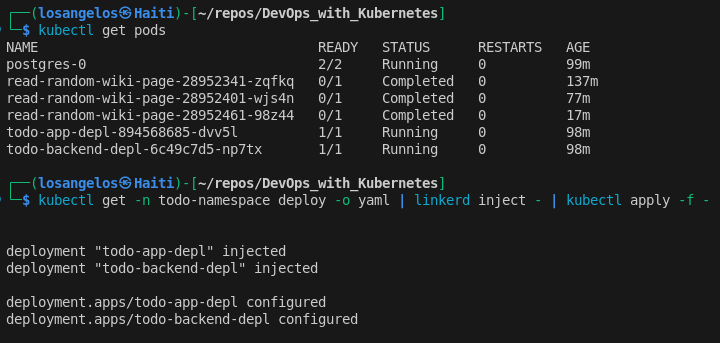 ┌──(losangelos㉿Haiti)-[~/repos/DevOps_with_Kubernetes]
└─$ kubectl get pods
NAME                                   READY   STATUS      RESTARTS   AGE
postgres-0                             2/2     Running     0          99m
read-random-wiki-page-28952341-zqfkq   0/1     Completed   0          137m
read-random-wiki-page-28952401-wjs4n   0/1     Completed   0          77m
read-random-wiki-page-28952461-98z44   0/1     Completed   0          17m
todo-app-depl-894568685-dvv5l          1/1     Running     0          98m
todo-backend-depl-6c49c7d5-np7tx       1/1     Running     0          98m
┌──(losangelos㉿Haiti)-[~/repos/DevOps_with_Kubernetes]
└─$ kubectl get -n todo-namespace deploy -o yaml | linkerd inject - | kubectl apply -f -
deployment "todo-app-depl" injected
deployment "todo-backend-depl" injected
deployment.apps/todo-app-depl configured
deployment.apps/todo-backend-depl configured